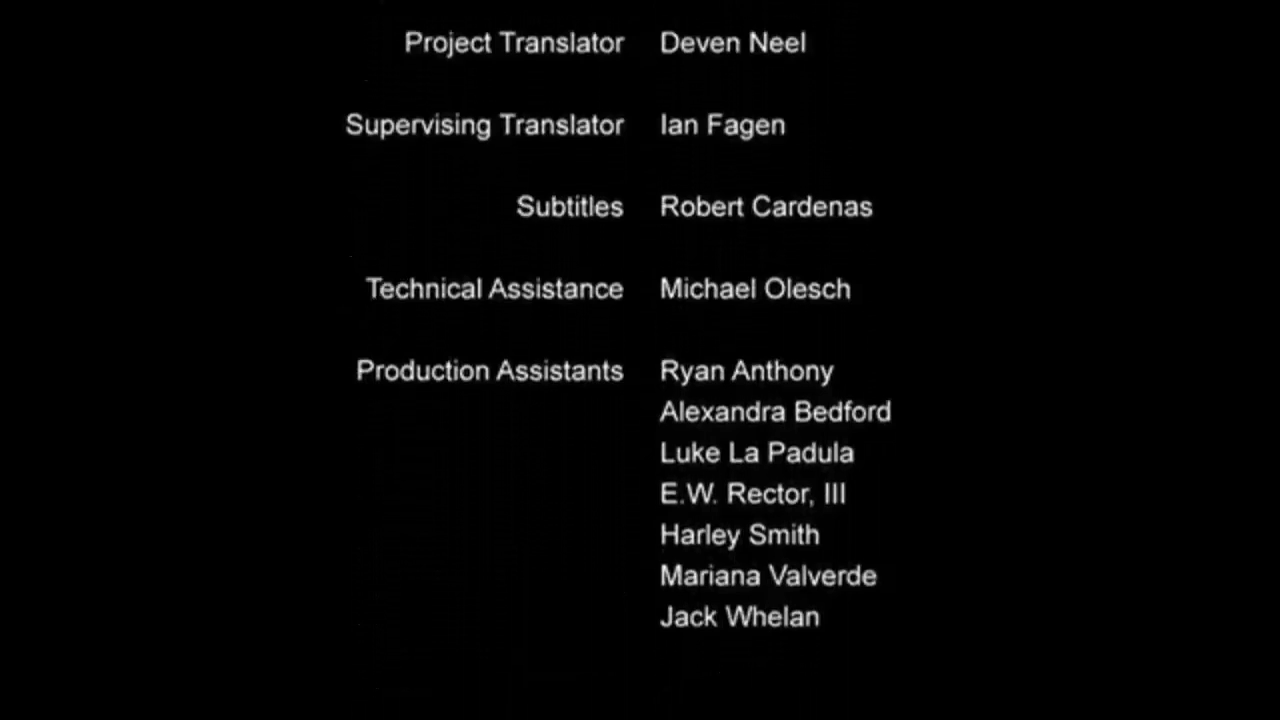 Project Translator Deven Neel
Supervising Translator Ian Fagen
Subtitles Robert Cardenas
Technical Assistance Michael Olesch
Production Assistants Ryan Anthony
Alexandra Bedford
Luke La Padula
E.W. Rector, III
Harley Smith
Mariana Valverde
Jack Whelan